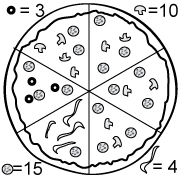 = 3
=10
=15
= 4